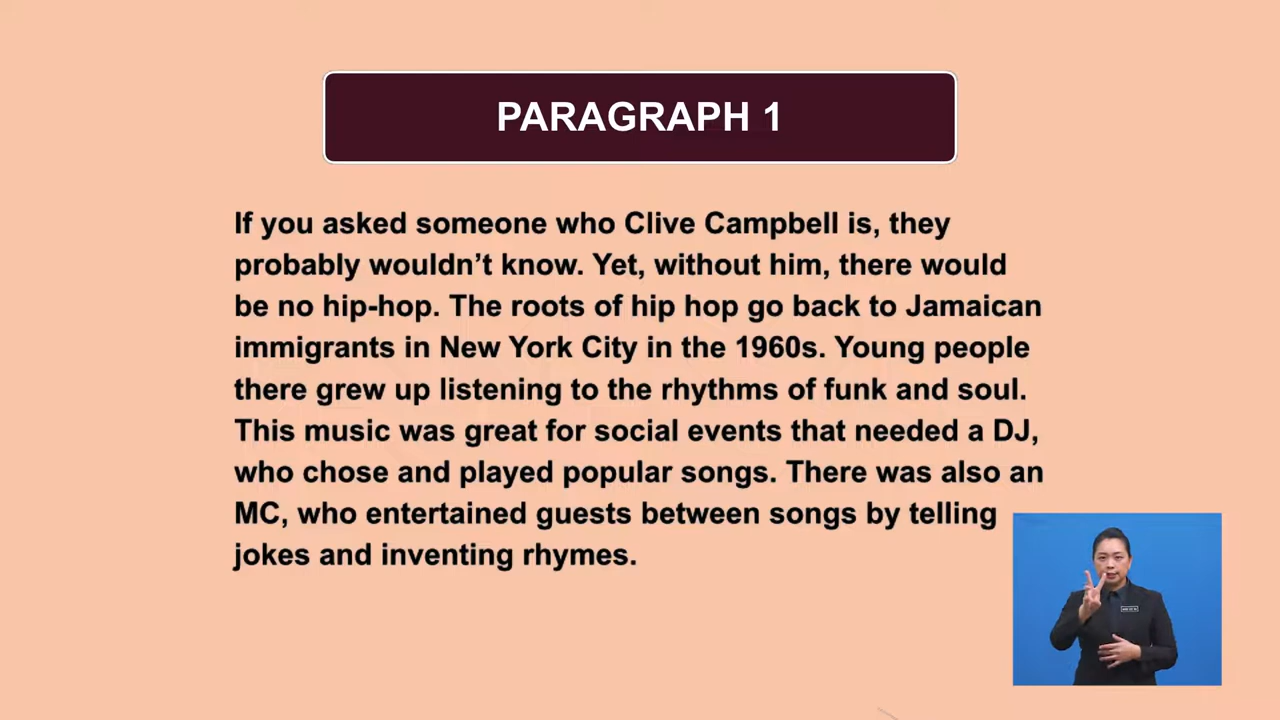 PARAGRAPH 1
If you asked someone who Clive Campbell is, they
probably wouldn’t know. Yet, without him, there would
be no hip-hop. The roots of hip hop go back to Jamaican
immigrants in New York City in the 1960s. Young people
there grew up listening to the rhythms of funk and soul.
This music was great for social events that needed a DJ,
who chose and played popular songs. There was also an
MC, who entertained guests between songs by telling
jokes and inventing rhymes.